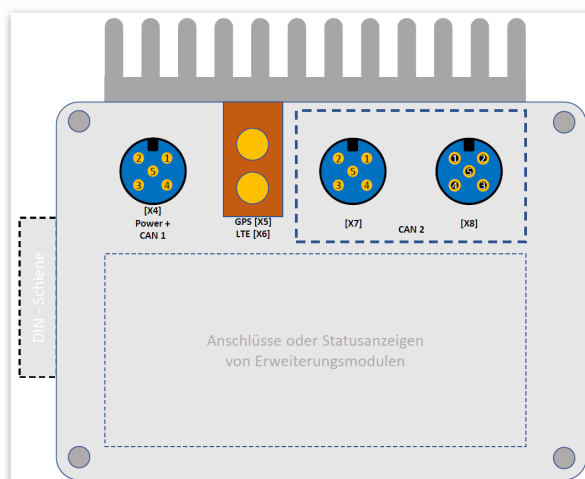 2 1
5
3 4
[X4]
Power +
CAN 1
GPS [X5]
LTE [X6]
2 1
5
3 4
[X7]
CAN 2
1 2
5
4 3
[X8]
DIN - Schiene
Anschlüsse oder Statusanzeigen
von Erweiterungsmodulen